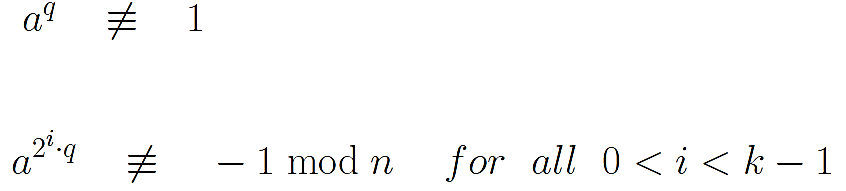 a^q ≢ 1
a^{2^i·q} ≢ − 1 mod n for all 0 < i < k − 1